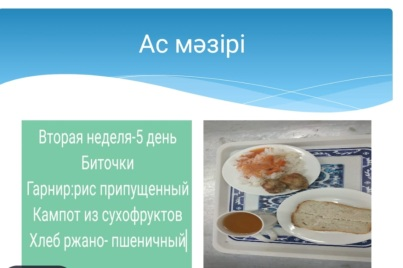 Ас мәзірі
Вторая неделя-5 день
Биточки
Гарнир:рис припущенный
Кампот из сухофруктов
Хлеб ржано- пшеничный